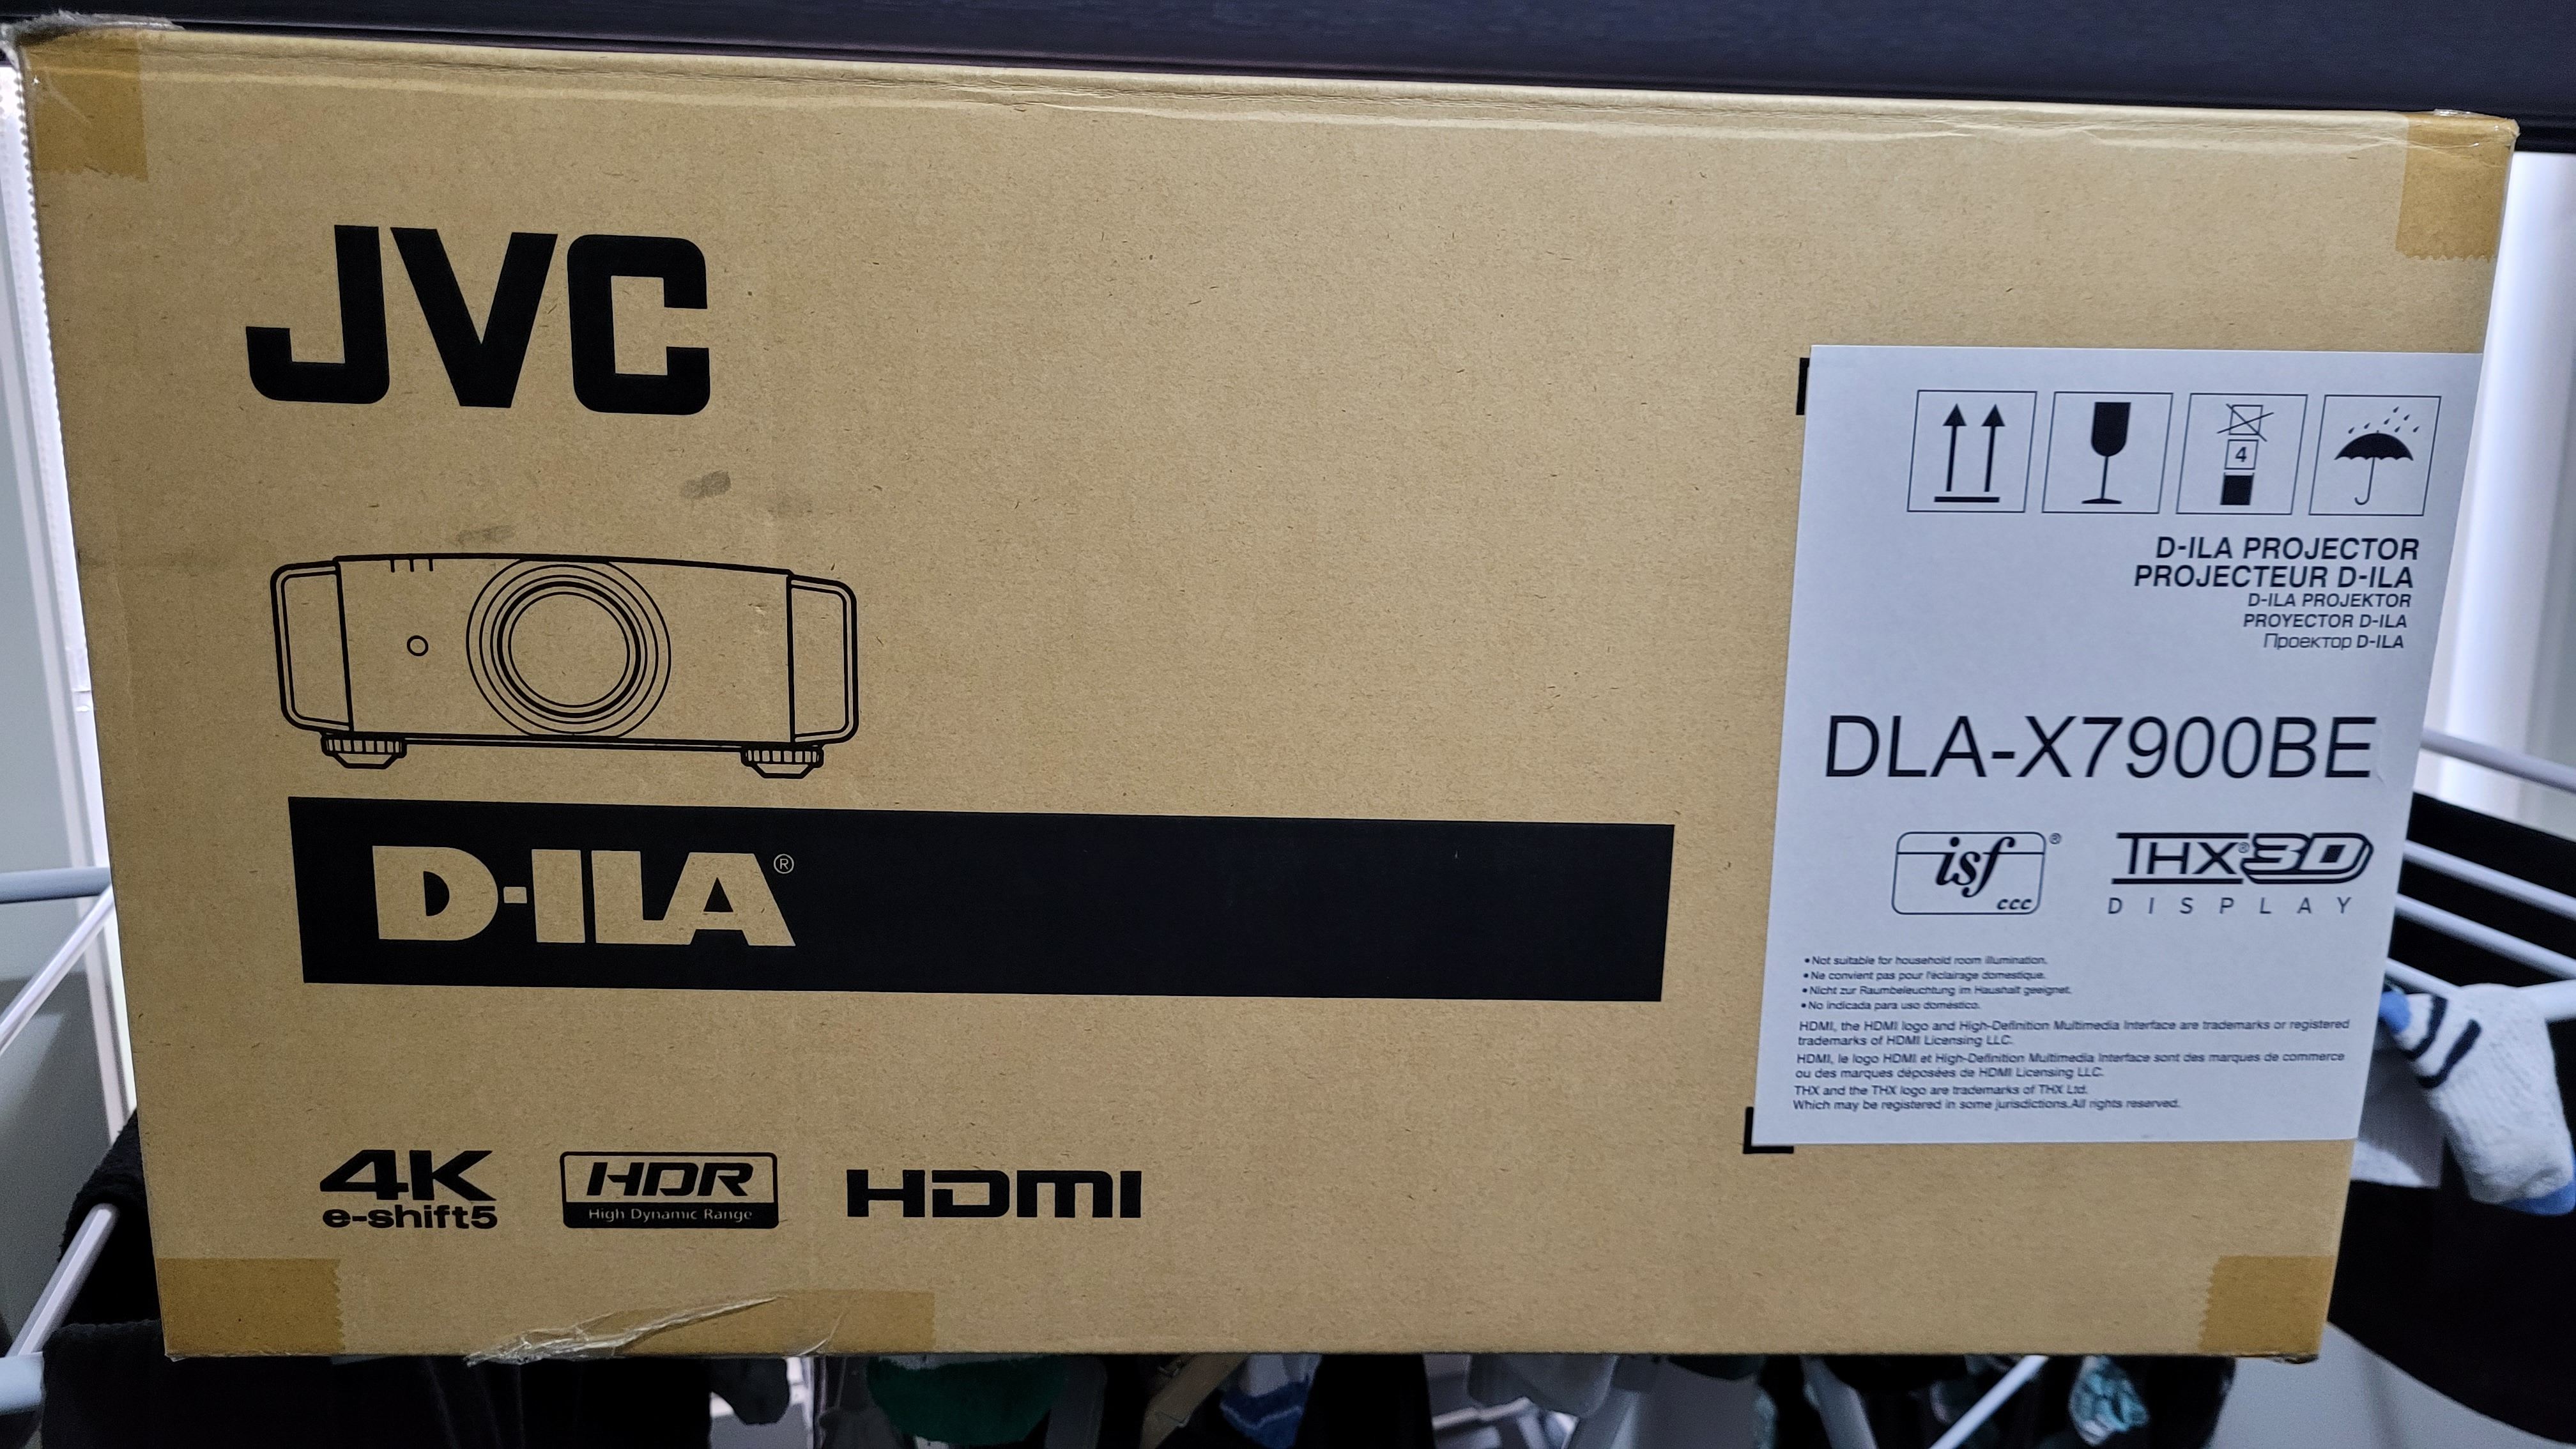 JVC
D-ILA®
4K
e-shift5
HDR
High Dynamic Range
HDMI
4
D-ILA PROJECTOR
PROJECTEUR D-ILA
D-ILA PROJEKTOR
PROYECTOR D-ILA
Проектор D-ILA
DLA-X7900BE
isf®
ccc
THX® 3D
DISPLAY
• Not suitable for household room illumination.
• Ne convient pas pour l'éclairage domestique.
• Nicht zur Raumbeleuchtung im Haushalt geeignet.
• No indicada para uso doméstico.
HDMI, the HDMI logo and High-Definition Multimedia Interface are trademarks or registered
trademarks of HDMI Licensing LLC.
HDMI, le logo HDMI et High-Definition Multimedia Interface sont des marques de commerce
ou des marques déposées de HDMI Licensing LLC.
THX and the THX logo are trademarks of THX Ltd.
Which may be registered in some jurisdictions.All rights reserved.